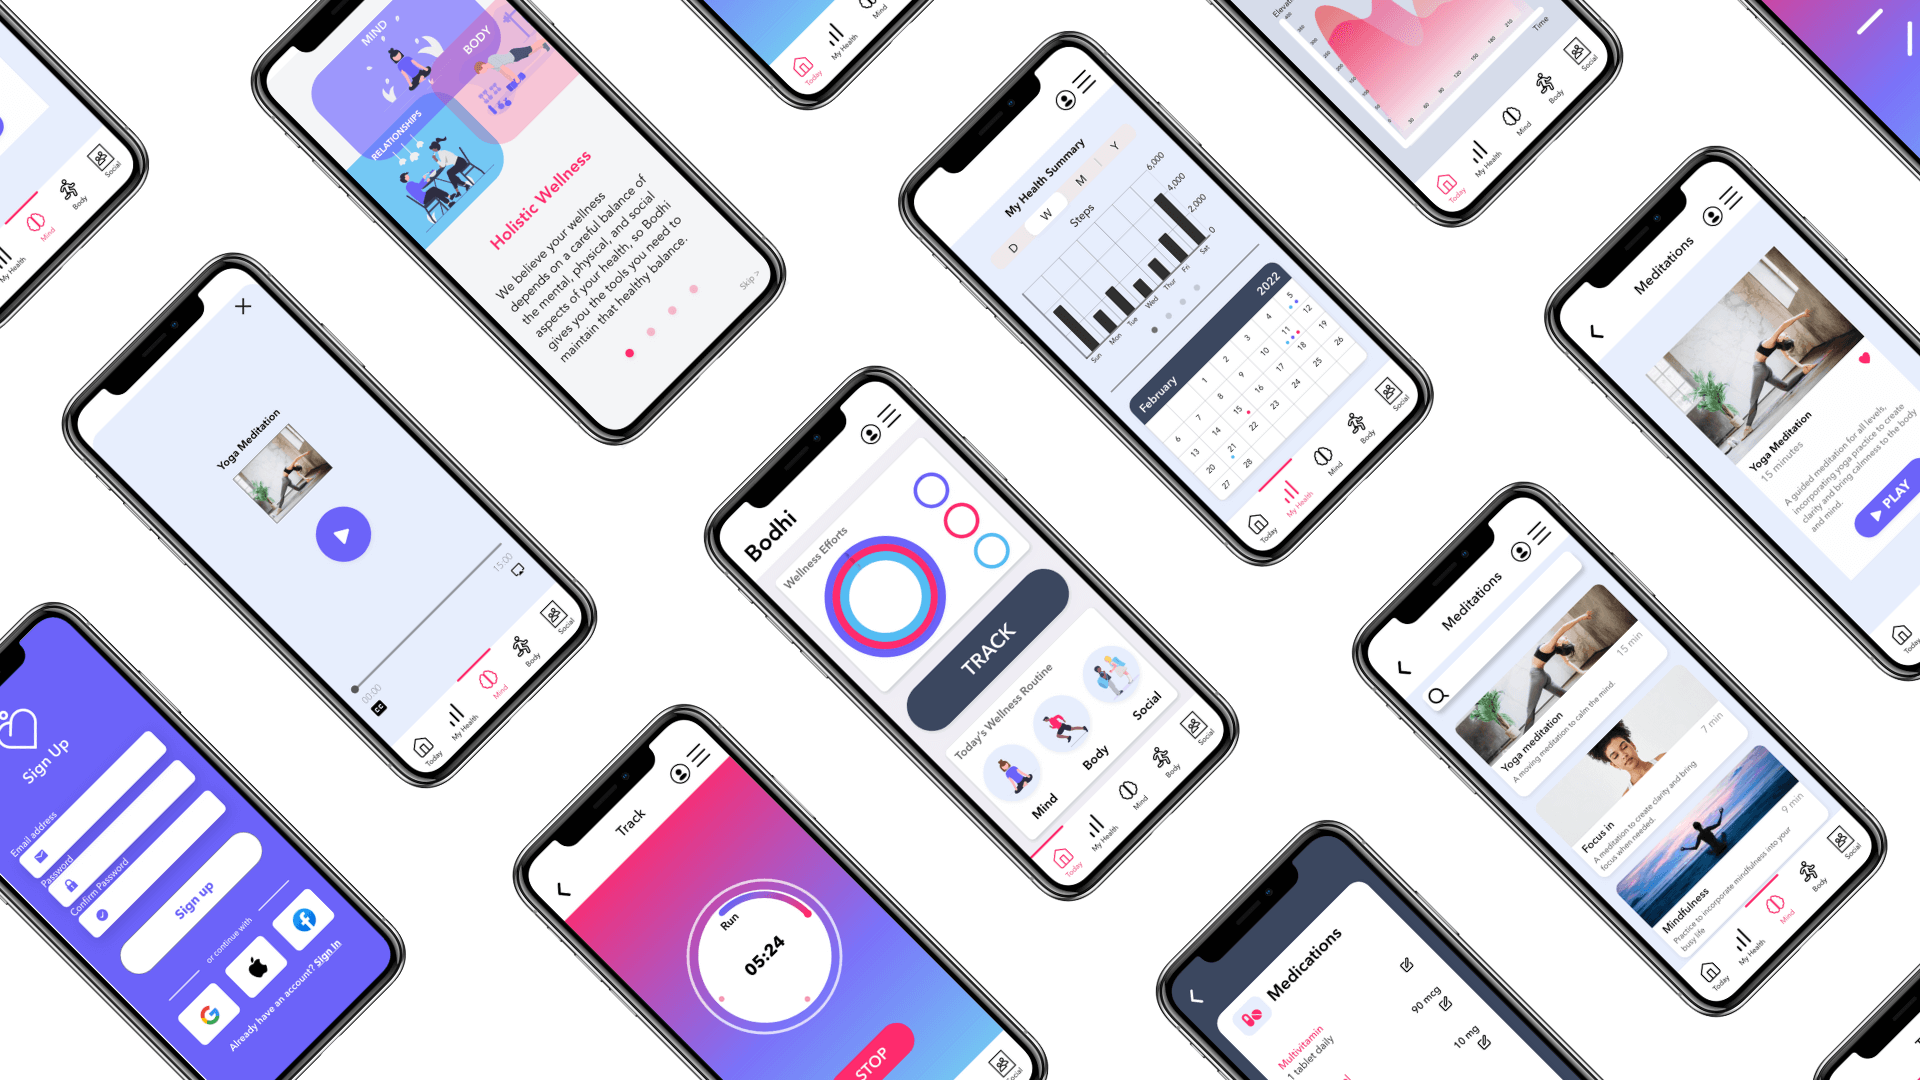 Social
Body
Mind
My Health
MIND
BODY
RELATIONSHIPS
Holistic Wellness
We believe your wellness
depends on a careful balance of
the mental, physical, and social
aspects of your health, so Bodhi
gives you the tools you need to
maintain that healthy balance.
Skip >
Today
My Health
Mind
My Health Summary
D
W
M
Y
Steps
6,000
4,000
2,000
0
Sun
Mon
Tue
Wed
Thur
Fri
Sat
February
2022
1 2 3 4 5
6 7 8 9 10 11 12
13 14 15 16 17 18 19
20 21 22 23 24 25 26
27 28
Today
My Health
Mind
Body
Social
Time
30 60 90 120 150 180 210
Today
My Health
Mind
Body
Social
Meditations
Yoga Meditation
15 minutes
A guided meditation for all levels,
incorporating yoga practice to create
clarity and bring calmness to the body
and mind.
PLAY
Today
Yoga Meditation
00:00
15:00
CC
Today
My Health
Mind
Body
Social
Bodhi
Wellness Efforts
TRACK
Today's Wellness Routine
Mind
Body
Social
Today
My Health
Mind
Body
Social
Meditations
Yoga meditation
15 min
A moving meditation to calm the mind.
Focus in
7 min
A meditation to create clarity and bring
focus when needed.
Mindfulness
9 min
Practice to incorporate mindfulness into your
busy life
Today
My Health
Mind
Body
Social
Sign Up
Email address
Password
Confirm Password
Sign up
or continue with
Already have an account? Sign In
Track
Run
05:24
STOP
Social
Medications
Multivitamin
1 tablet daily
90 mcg
10 mg